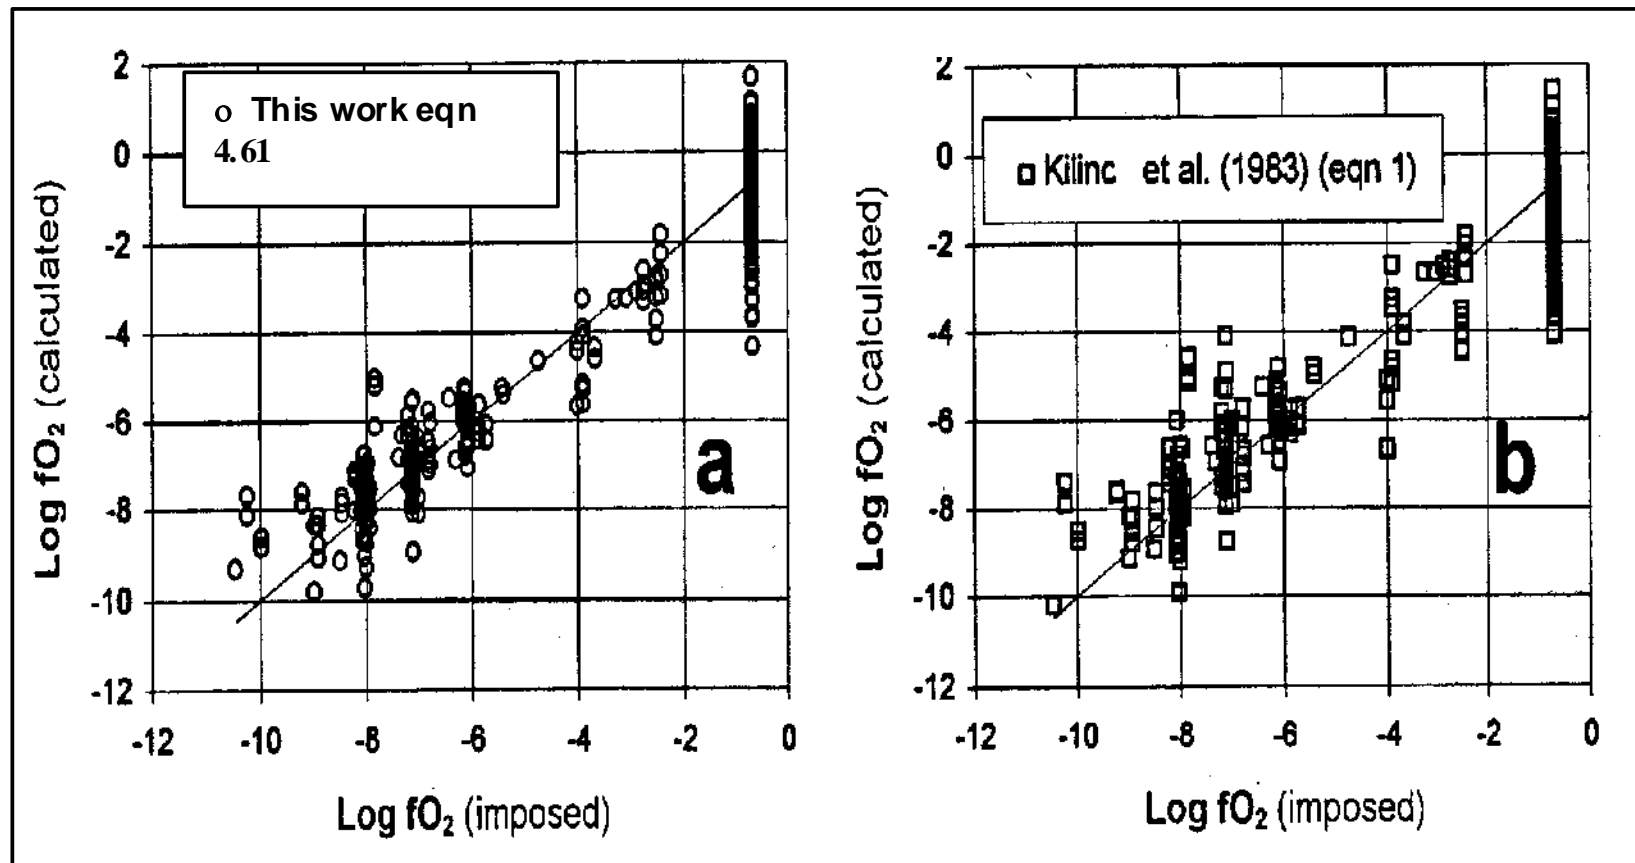 o This work eqn
4.61
2
0
-2
-4
-6
-8
-10
-12
-12 -10 -8 -6 -4 -2 0
Log fO₂ (calculated)
Log fO₂ (imposed)
a
Kilinc et al. (1983) (eqn 1)
2
0
-2
-4
-6
-8
-10
-12
-12 -10 -8 -6 -4 -2 0
Log fO₂ (calculated)
Log fO₂ (imposed)
b